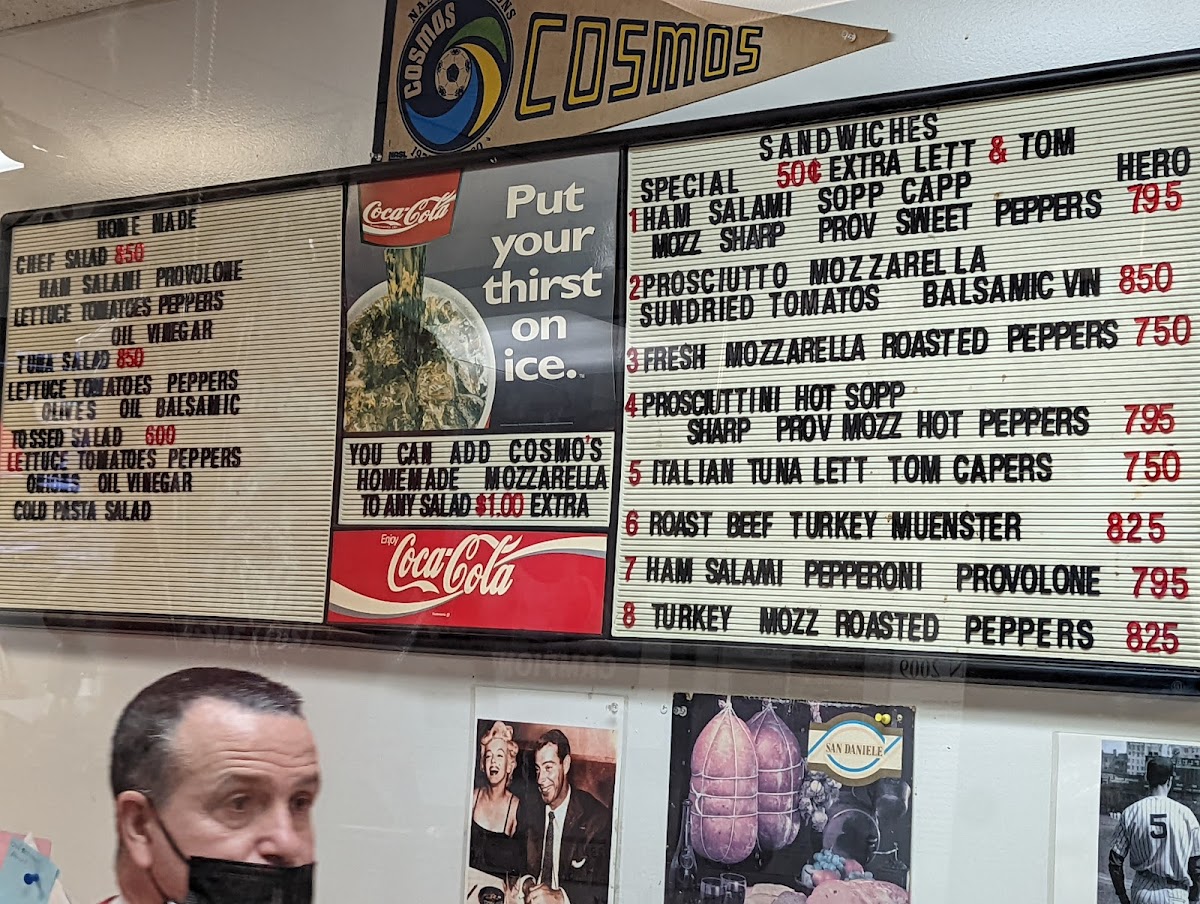 COSMOS
COSMOS
NASL
HOME MADE
CHEF SALAD 850
HAM SALAMI PROVOLONE
LETTUCE TOMATOES PEPPERS
OIL VINEGAR
TUNA SALAD 850
LETTUCE TOMATOES PEPPERS
OLIVES OIL BALSAMIC
TOSSED SALAD 600
LETTUCE TOMATOES PEPPERS
ONIONS OIL VINEGAR
COLD PASTA SALAD
Coca-Cola
Put
your
thirst
on
ice.
YOU CAN ADD COSMO'S
HOMEMADE MOZZARELLA
TO ANY SALAD $1.00 EXTRA
Enjoy
Coca-Cola
SANDWICHES
SPECIAL 50¢ EXTRA LETT & TOM
HERO
1 HAM SALAMI SOPP CAPP
MOZZ SHARP PROV SWEET PEPPERS 795
2 PROSCIUTTO MOZZARELLA
SUNDRIED TOMATOS BALSAMIC VIN 850
3 FRESH MOZZARELLA ROASTED PEPPERS 750
4 PROSCIUTTINI HOT SOPP
SHARP PROV MOZZ HOT PEPPERS 795
5 ITALIAN TUNA LETT TOM CAPERS 750
6 ROAST BEEF TURKEY MUENSTER 825
7 HAM SALAMI PEPPERONI PROVOLONE 795
8 TURKEY MOZZ ROASTED PEPPERS 825
SAN DANIELE
5